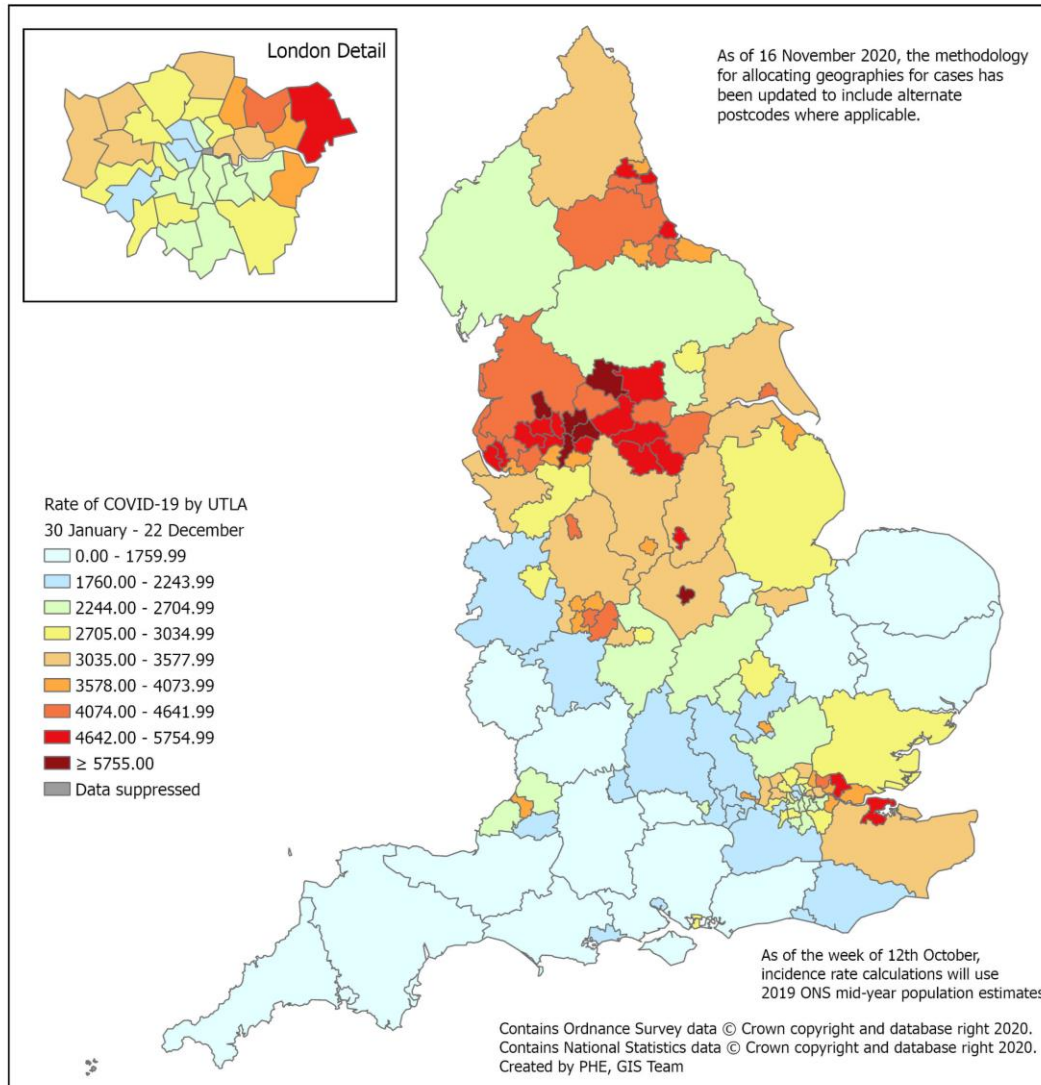 London Detail
As of 16 November 2020, the methodology
for allocating geographies for cases has
been updated to include alternate
postcodes where applicable.
Rate of COVID-19 by UTLA
30 January - 22 December
0.00 - 1759.99
1760.00 - 2243.99
2244.00 - 2704.99
2705.00 - 3034.99
3035.00 - 3577.99
3578.00 - 4073.99
4074.00 - 4641.99
4642.00 - 5754.99
≥ 5755.00
Data suppressed
As of the week of 12th October,
incidence rate calculations will use
2019 ONS mid-year population estimates
Contains Ordnance Survey data © Crown copyright and database right 2020.
Contains National Statistics data © Crown copyright and database right 2020.
Created by PHE, GIS Team